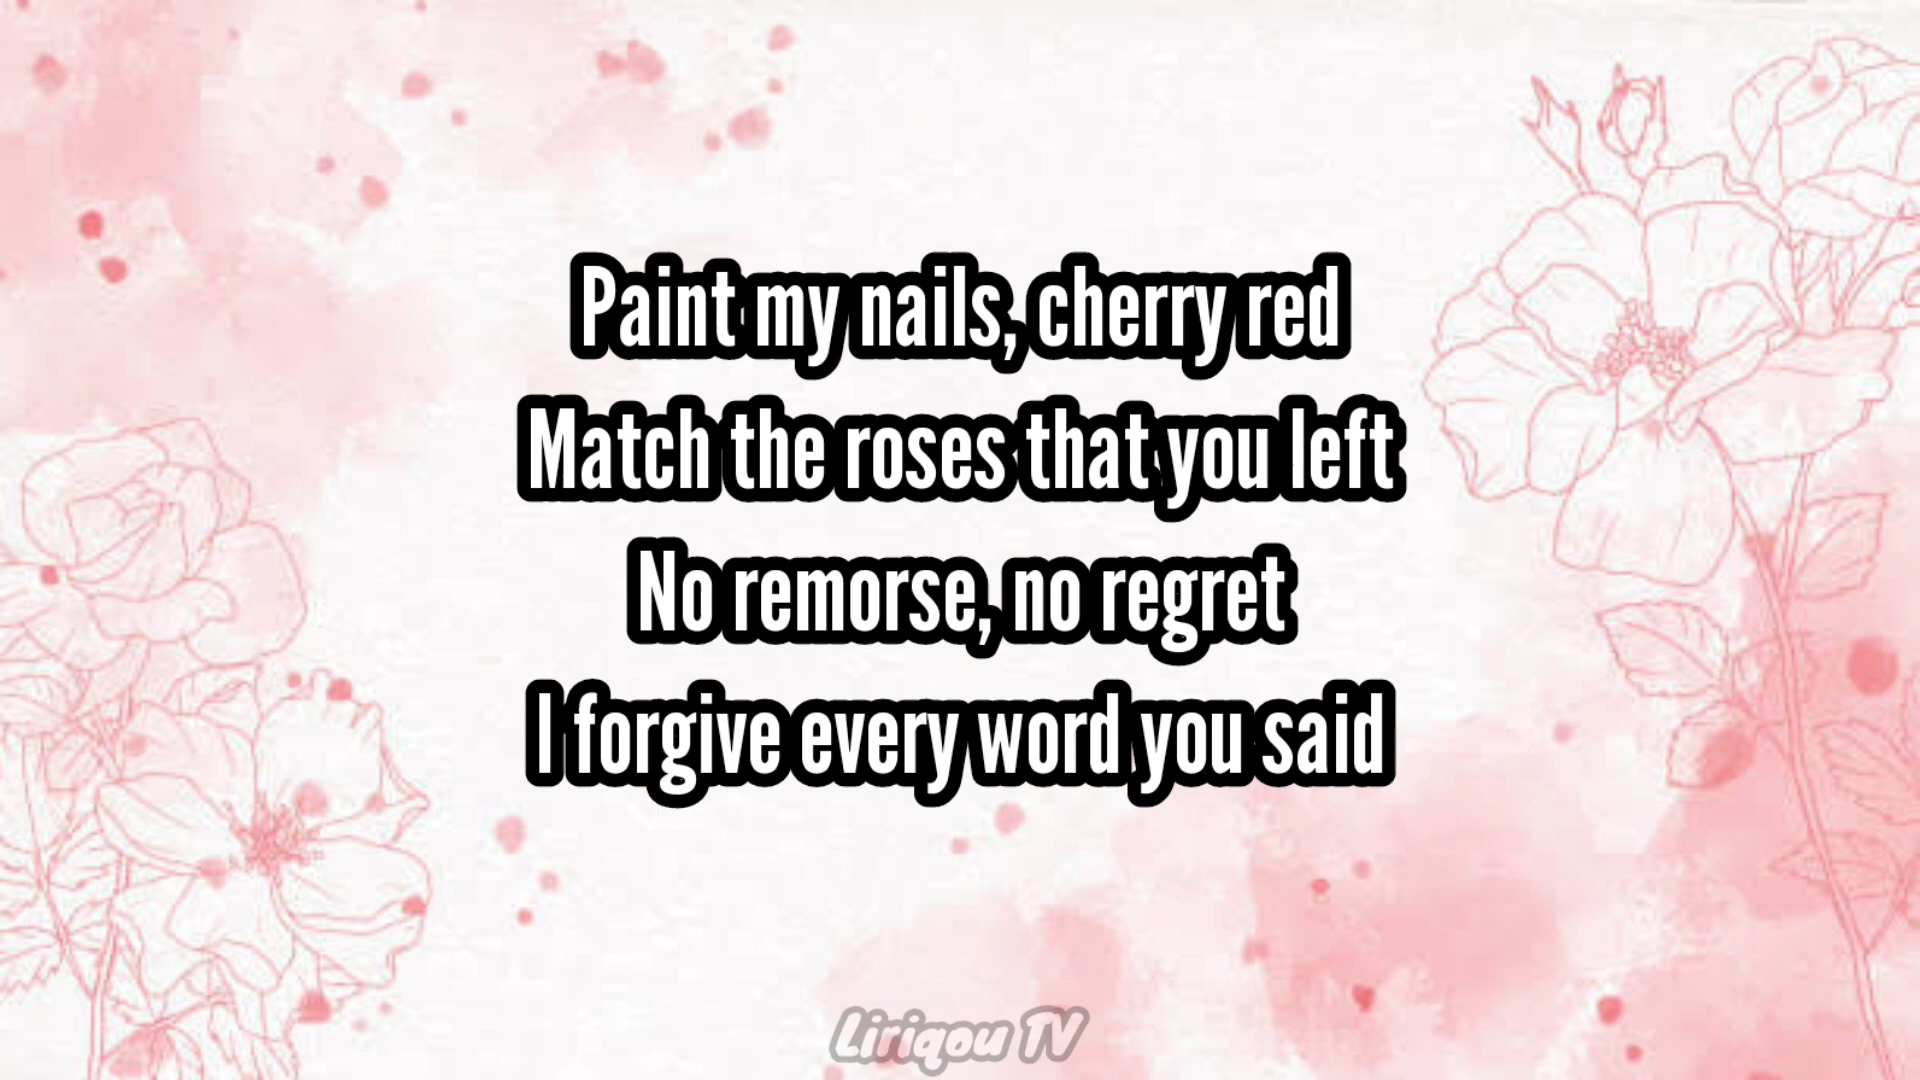 Paint my nails, cherry red
Match the roses that you left
No remorse, no regret
I forgive every word you said
Liriqou TV